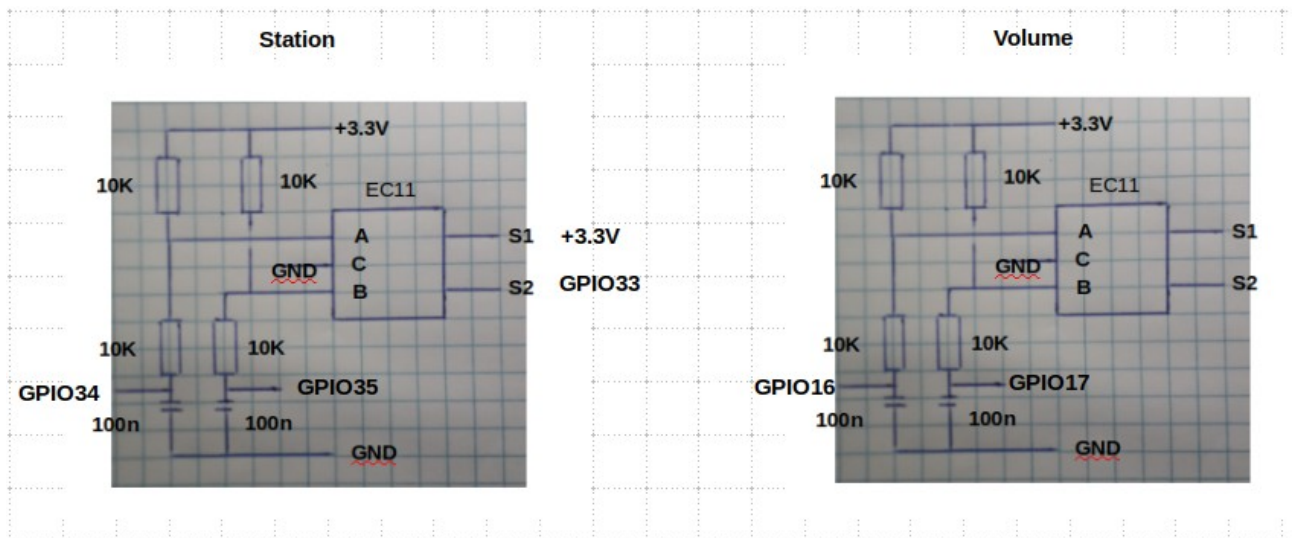 Station
+3.3V
10K
10K
EC11
A
S1
+3.3V
GND
C
B
S2
GPIO33
10K
10K
GPIO34
GPIO35
100n
100n
GND
Volume
+3.3V
10K
10K
EC11
A
S1
GND
C
B
S2
10K
10K
GPIO16
GPIO17
100n
100n
GND